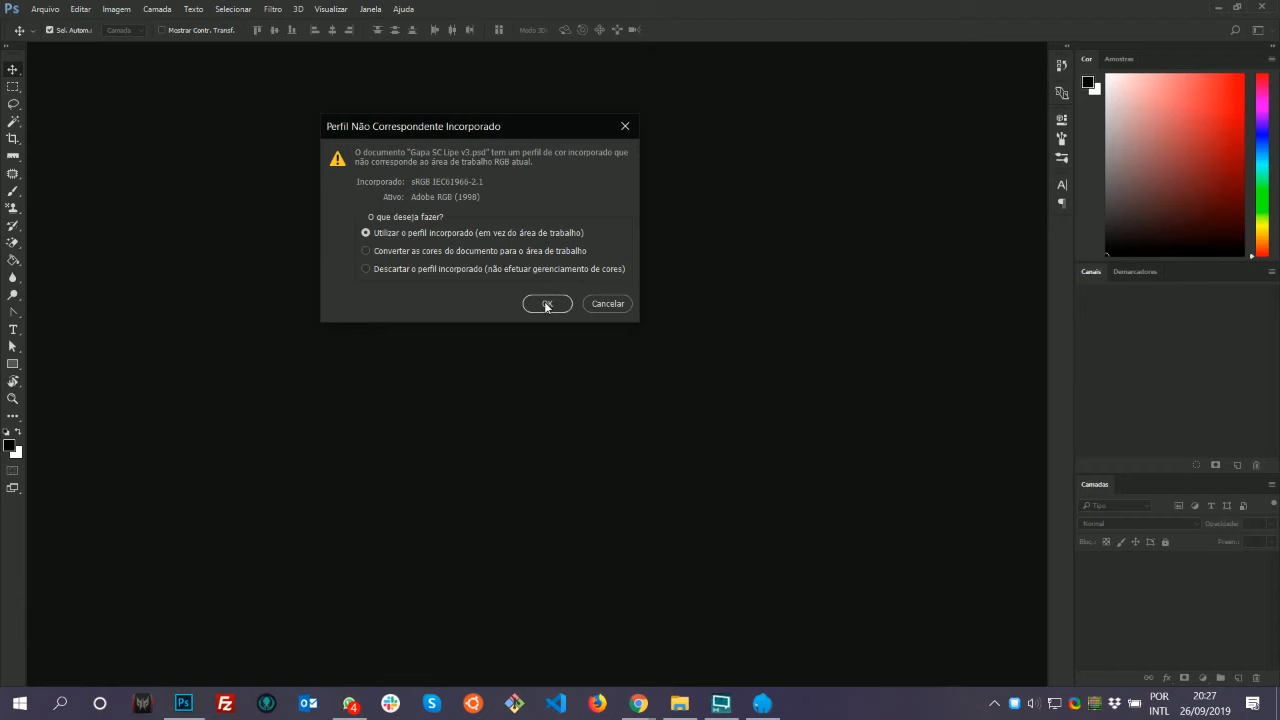 Ps Arquivo Editar Imagem Camada Texto Selecionar Filtro 3D Visualizar Janela Ajuda
Sel. Autom.: Camada Mostrar Contr. Transf. Modo 3D:
Cor Amostras
Perfil Não Correspondente Incorporado
O documento "Gapa SC Lipe v3.psd" tem um perfil de cor incorporado que
não corresponde ao área de trabalho RGB atual.
Incorporado: sRGB IEC61966-2.1
Ativo: Adobe RGB (1998)
O que deseja fazer?
Utilizar o perfil incorporado (em vez do área de trabalho)
Converter as cores do documento para o área de trabalho
Descartar o perfil incorporado (não efetuar gerenciamento de cores)
OK Cancelar
Canais Demarcadores
Camadas
Tipo
Normal Opacidade:
Bloq.: Preen.:
Ps Fz 4 S
POR 20:27
INTL 26/09/2019